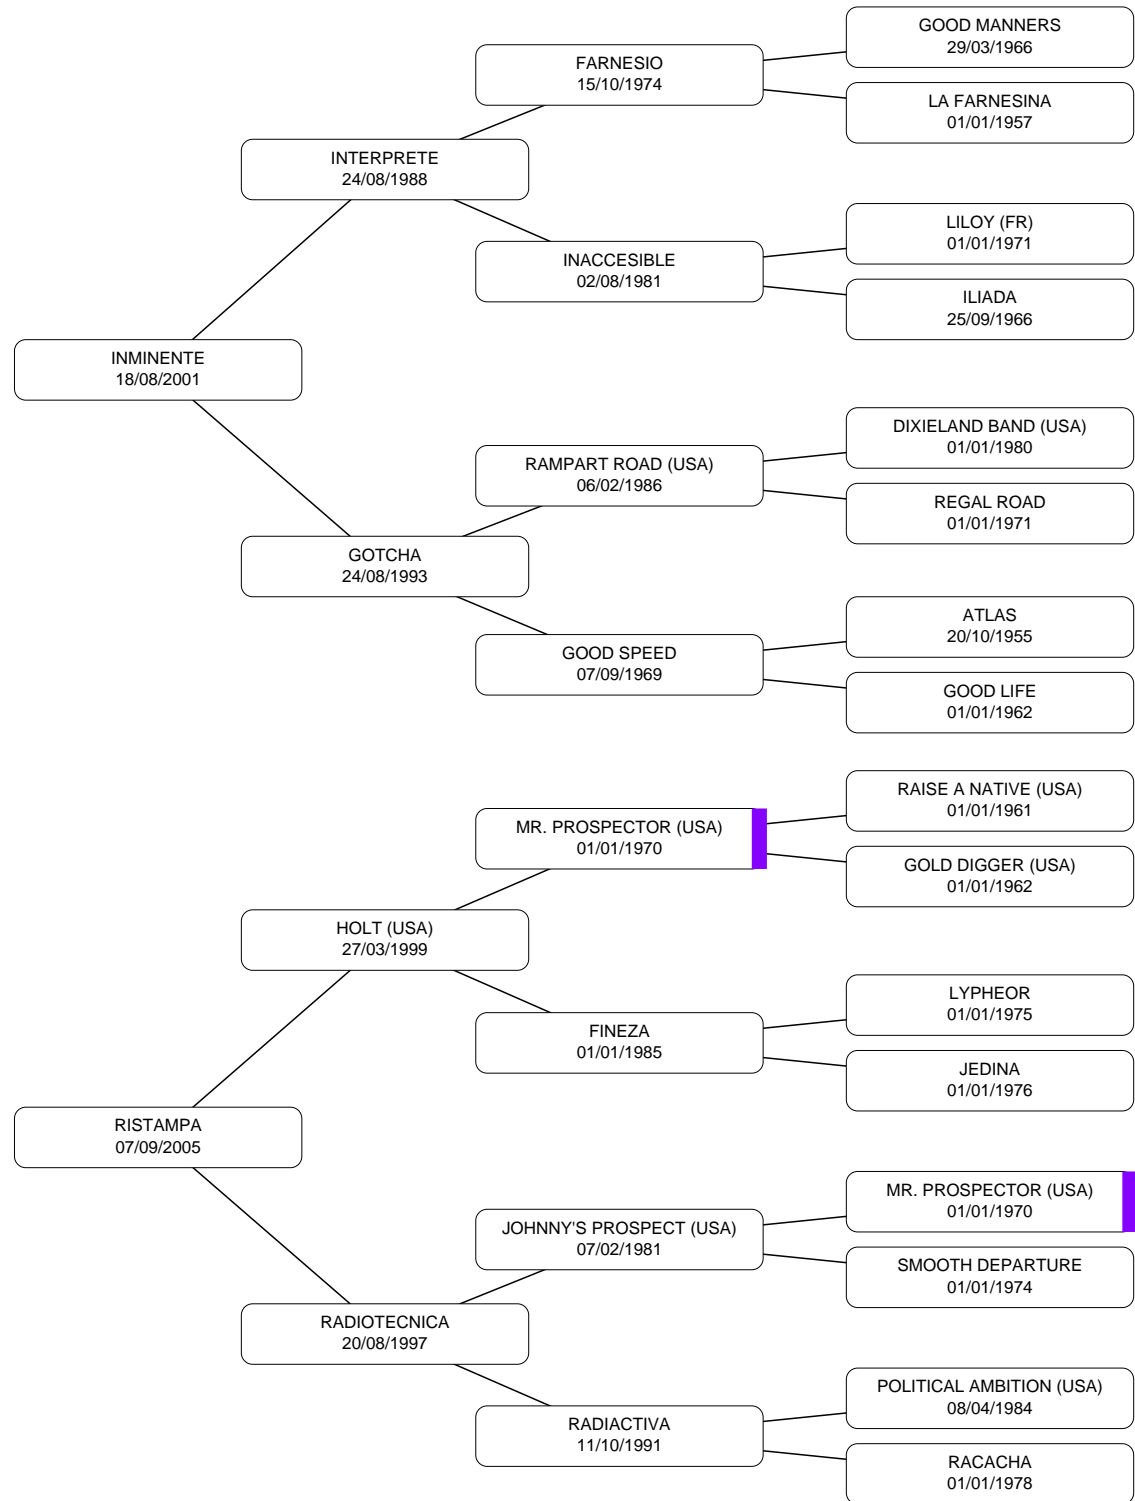 GOOD MANNERS
29/03/1966
FARNESIO
15/10/1974
LA FARNESINA
01/01/1957
INTERPRETE
24/08/1988
LILOY (FR)
01/01/1971
INACCESIBLE
02/08/1981
ILIADA
25/09/1966
INMINENTE
18/08/2001
DIXIELAND BAND (USA)
01/01/1980
RAMPART ROAD (USA)
06/02/1986
REGAL ROAD
01/01/1971
GOTCHA
24/08/1993
ATLAS
20/10/1955
GOOD SPEED
07/09/1969
GOOD LIFE
01/01/1962
RAISE A NATIVE (USA)
01/01/1961
MR. PROSPECTOR (USA)
01/01/1970
GOLD DIGGER (USA)
01/01/1962
HOLT (USA)
27/03/1999
LYPHEOR
01/01/1975
FINEZA
01/01/1985
JEDINA
01/01/1976
RISTAMPA
07/09/2005
MR. PROSPECTOR (USA)
01/01/1970
JOHNNY'S PROSPECT (USA)
07/02/1981
SMOOTH DEPARTURE
01/01/1974
RADIOTECNICA
20/08/1997
POLITICAL AMBITION (USA)
08/04/1984
RADIACTIVA
11/10/1991
RACACHA
01/01/1978